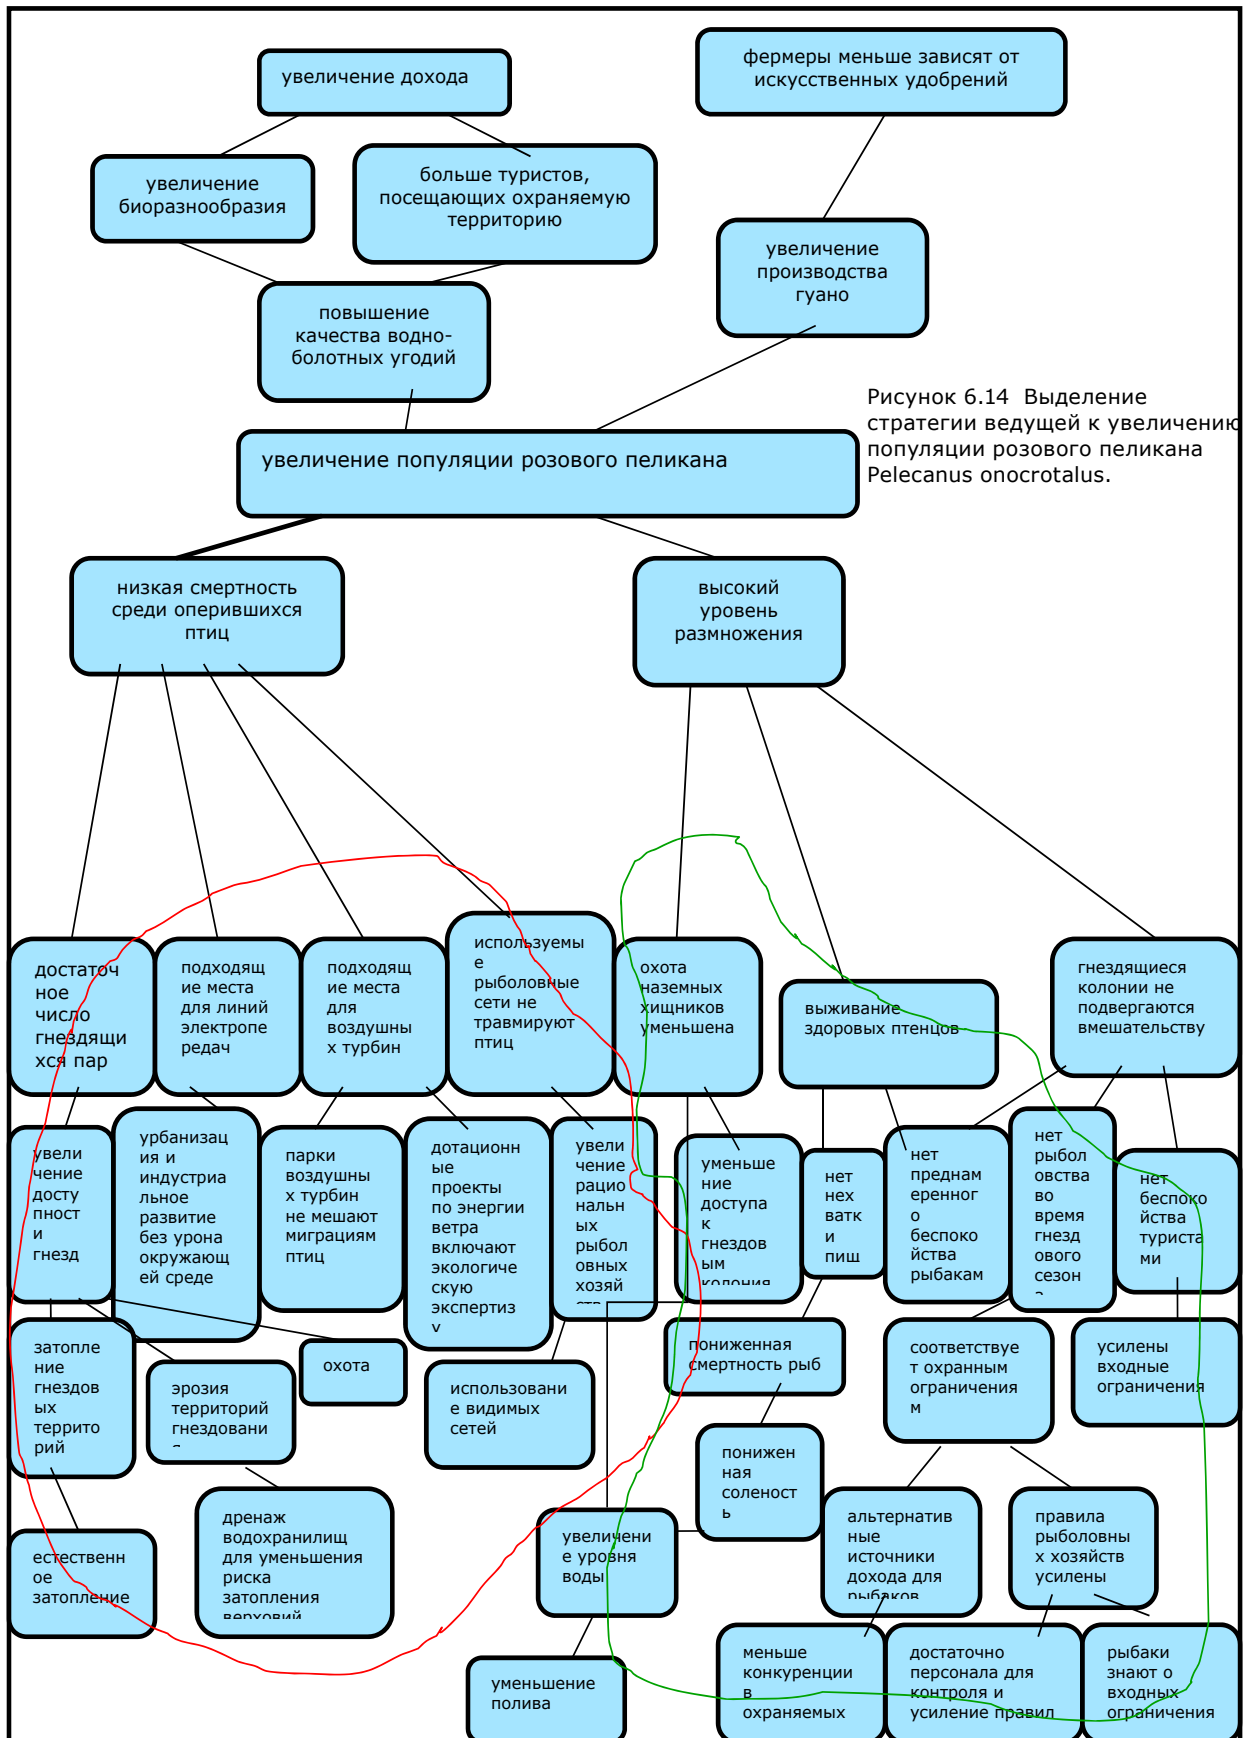 увеличение дохода
фермеры меньше зависят от
искусственных удобрений
увеличение
биоразнообразия
больше туристов,
посещающих охраняемую
территорию
увеличение
производства
гуано
повышение
качества водно-
болотных угодий
Рисунок 6.14 Выделение
стратегии ведущей к увеличению
популяции розового пеликана
Pelecanus onocrotalus.
увеличение популяции розового пеликана
низкая смертность
среди оперившихся
птиц
высокий
уровень
размножения
достаточ
ное
число
гнездящи
хся пар
подходящ
ие места
для линий
электропе
редач
подходящ
ие места
для
воздушны
х турбин
используемы
е
рыболовные
сети не
травмируют
птиц
охота
наземных
хищников
уменьшена
выживание
здоровых птенцов
гнездящиеся
колонии не
подвергаются
вмешательству
увели
чение
досту
пност
и
гнезд
урбанизац
ия и
индустриа
льное
развитие
без урона
окружающ
ей среде
парки
воздушны
х турбин
не мешают
миграциям
птиц
дотационн
ые
проекты
по энергии
ветра
включают
экологиче
скую
экспертиз
у
увели
чение
рацио
нальн
ых
рыбол
овных
хозяй
ств
уменьше
ние
доступа
к
гнездов
ым
колония
нет
нех
ватк
и
пищ
нет
преднам
еренног
о
беспоко
йства
рыбакам
нет
рыбол
овства
во
время
гнезд
ового
сезон
а
нет
беспоко
йства
туриста
ми
затопле
ние
гнездов
ых
террито
рий
эрозия
территорий
гнездовани
я
охота
использовани
е видимых
сетей
пониженная
смертность рыб
соответствуе
т охранным
ограничения
м
усилены
входные
ограничения
понижен
ная
соленост
ь
естественн
ое
затопление
дренаж
водохранилищ
для уменьшения
риска
затопления
верховий
увеличени
е уровня
воды
альтернатив
ные
источники
дохода для
рыбаков
правила
рыболовны
х хозяйств
усилены
уменьшение
полива
меньше
конкуренции
в
охраняемых
достаточно
персонала для
контроля и
усиление правил
рыбаки
знают о
входных
ограничения